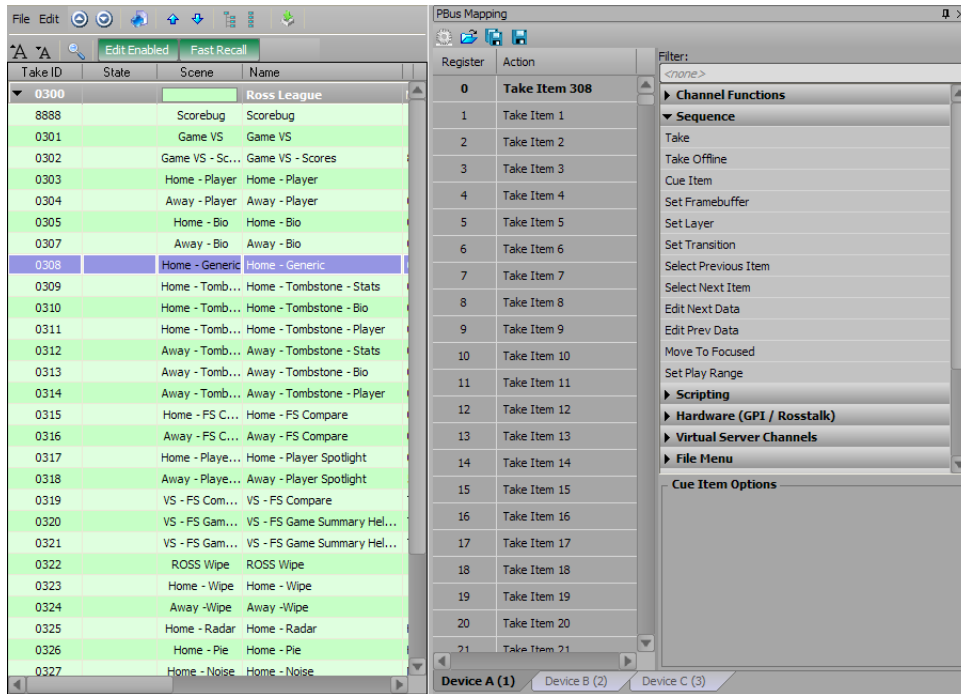 File Edit
Edit Enabled Fast Recall
Take ID State Scene Name
0300 Ross League
8888 Scorebug Scorebug
0301 Game VS Game VS
0302 Game VS - Sc... Game VS - Scores
0303 Home - Player Home - Player
0304 Away - Player Away - Player
0305 Home - Bio Home - Bio
0307 Away - Bio Away - Bio
0308 Home - Generic Home - Generic
0309 Home - Tomb... Home - Tombstone - Stats
0310 Home - Tomb... Home - Tombstone - Bio
0311 Home - Tomb... Home - Tombstone - Player
0312 Away - Tomb... Away - Tombstone - Stats
0313 Away - Tomb... Away - Tombstone - Bio
0314 Away - Tomb... Away - Tombstone - Player
0315 Home - FS C... Home - FS Compare
0316 Away - FS C... Away - FS Compare
0317 Home - Playe... Home - Player Spotlight
0318 Away - Playe... Away - Player Spotlight
0319 VS - FS Com... VS - FS Compare
0320 VS - FS Gam... VS - FS Game Summary Hel...
0321 VS - FS Gam... VS - FS Game Summary Hel...
0322 ROSS Wipe ROSS Wipe
0323 Home - Wipe Home - Wipe
0324 Away -Wipe Away -Wipe
0325 Home - Radar Home - Radar
0326 Home - Pie Home - Pie
0327 Home - Noise Home - Noise
PBus Mapping
Register Action
0 Take Item 308
1 Take Item 1
2 Take Item 2
3 Take Item 3
4 Take Item 4
5 Take Item 5
6 Take Item 6
7 Take Item 7
8 Take Item 8
9 Take Item 9
10 Take Item 10
11 Take Item 11
12 Take Item 12
13 Take Item 13
14 Take Item 14
15 Take Item 15
16 Take Item 16
17 Take Item 17
18 Take Item 18
19 Take Item 19
20 Take Item 20
21 Take Item 21
Device A (1) Device B (2) Device C (3)
Filter:
<none>
Channel Functions
Sequence
Take
Take Offline
Cue Item
Set Framebuffer
Set Layer
Set Transition
Select Previous Item
Select Next Item
Edit Next Data
Edit Prev Data
Move To Focused
Set Play Range
Scripting
Hardware (GPI / Rosstalk)
Virtual Server Channels
File Menu
Cue Item Options